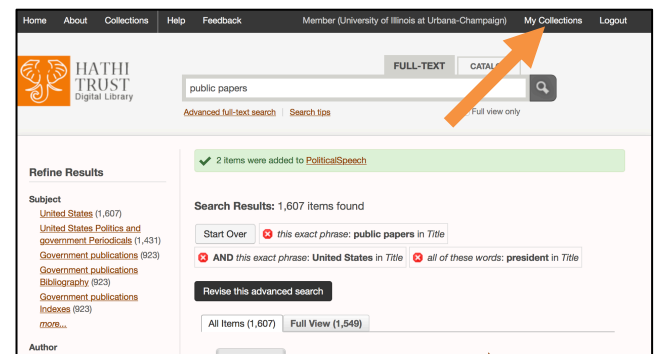 Home About Collections Help Feedback Member (University of Illinois at Urbana-Champaign) My Collections Logout
HATHI
TRUST
Digital Library
FULL-TEXT
public papers
Advanced full-text search Search tips Full view only
✓ 2 items were added to PoliticalSpeech
Refine Results
Search Results: 1,607 items found
Subject
United States (1,607)
United States Politics and
government Periodicals (1,431)
Government publications (923)
Government publications
Bibliography (923)
Government publications
Indexes (923)
more...
Author
Start Over this exact phrase: public papers in Title
AND this exact phrase: United States in Title all of these words: president in Title
Revise this advanced search
All Items (1,607) Full View (1,549)